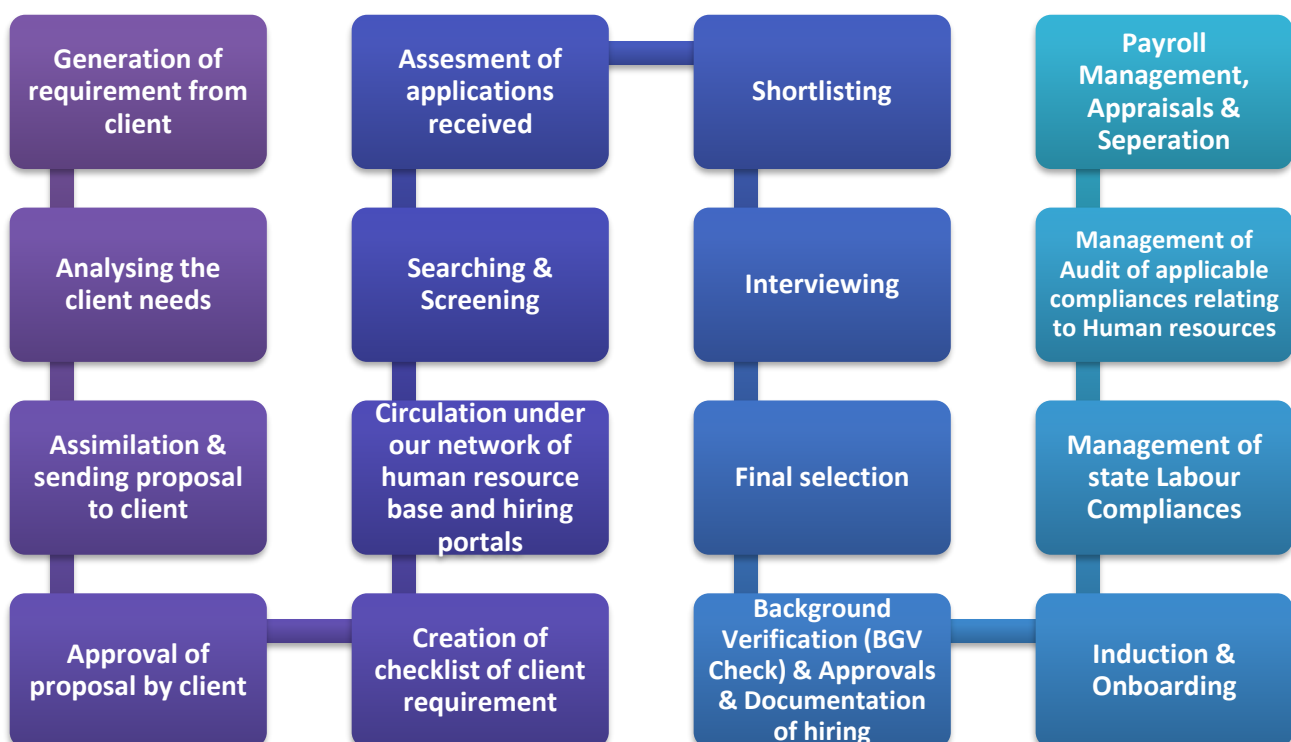 Generation of
requirement from
client
Analysing the
client needs
Assimilation &
sending proposal
to client
Approval of
proposal by client
Creation of
checklist of client
requirement
Circulation under
our network of
human resource
base and hiring
portals
Searching &
Screening
Assesment of
applications
received
Shortlisting
Interviewing
Final selection
Background
Verification (BGV
Check) & Approvals
& Documentation
of hiring
Induction &
Onboarding
Management of
state Labour
Compliances
Management of
Audit of applicable
compliances relating
to Human resources
Payroll
Management,
Appraisals &
Seperation